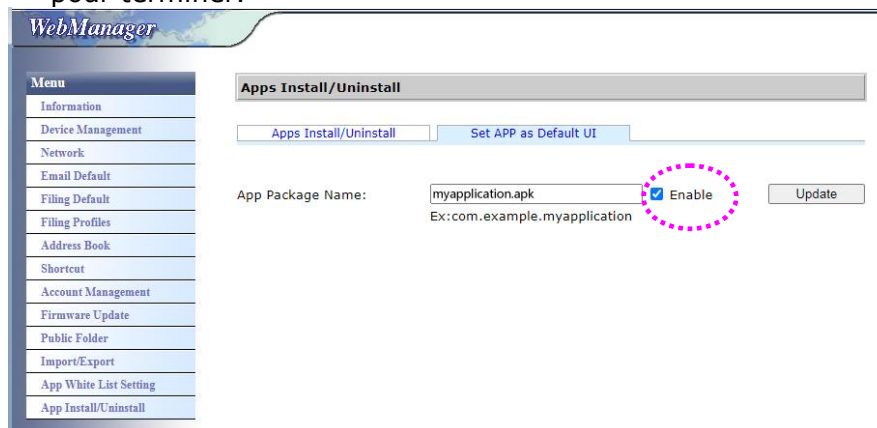 pour terminer.
WebManager
Menu
Information
Device Management
Network
Email Default
Filing Default
Filing Profiles
Address Book
Shortcut
Account Management
Firmware Update
Public Folder
Import/Export
App White List Setting
App Install/Uninstall
Apps Install/Uninstall
Apps Install/Uninstall Set APP as Default UI
App Package Name: myapplication.apk Enable Update
Ex:com.example.myapplication